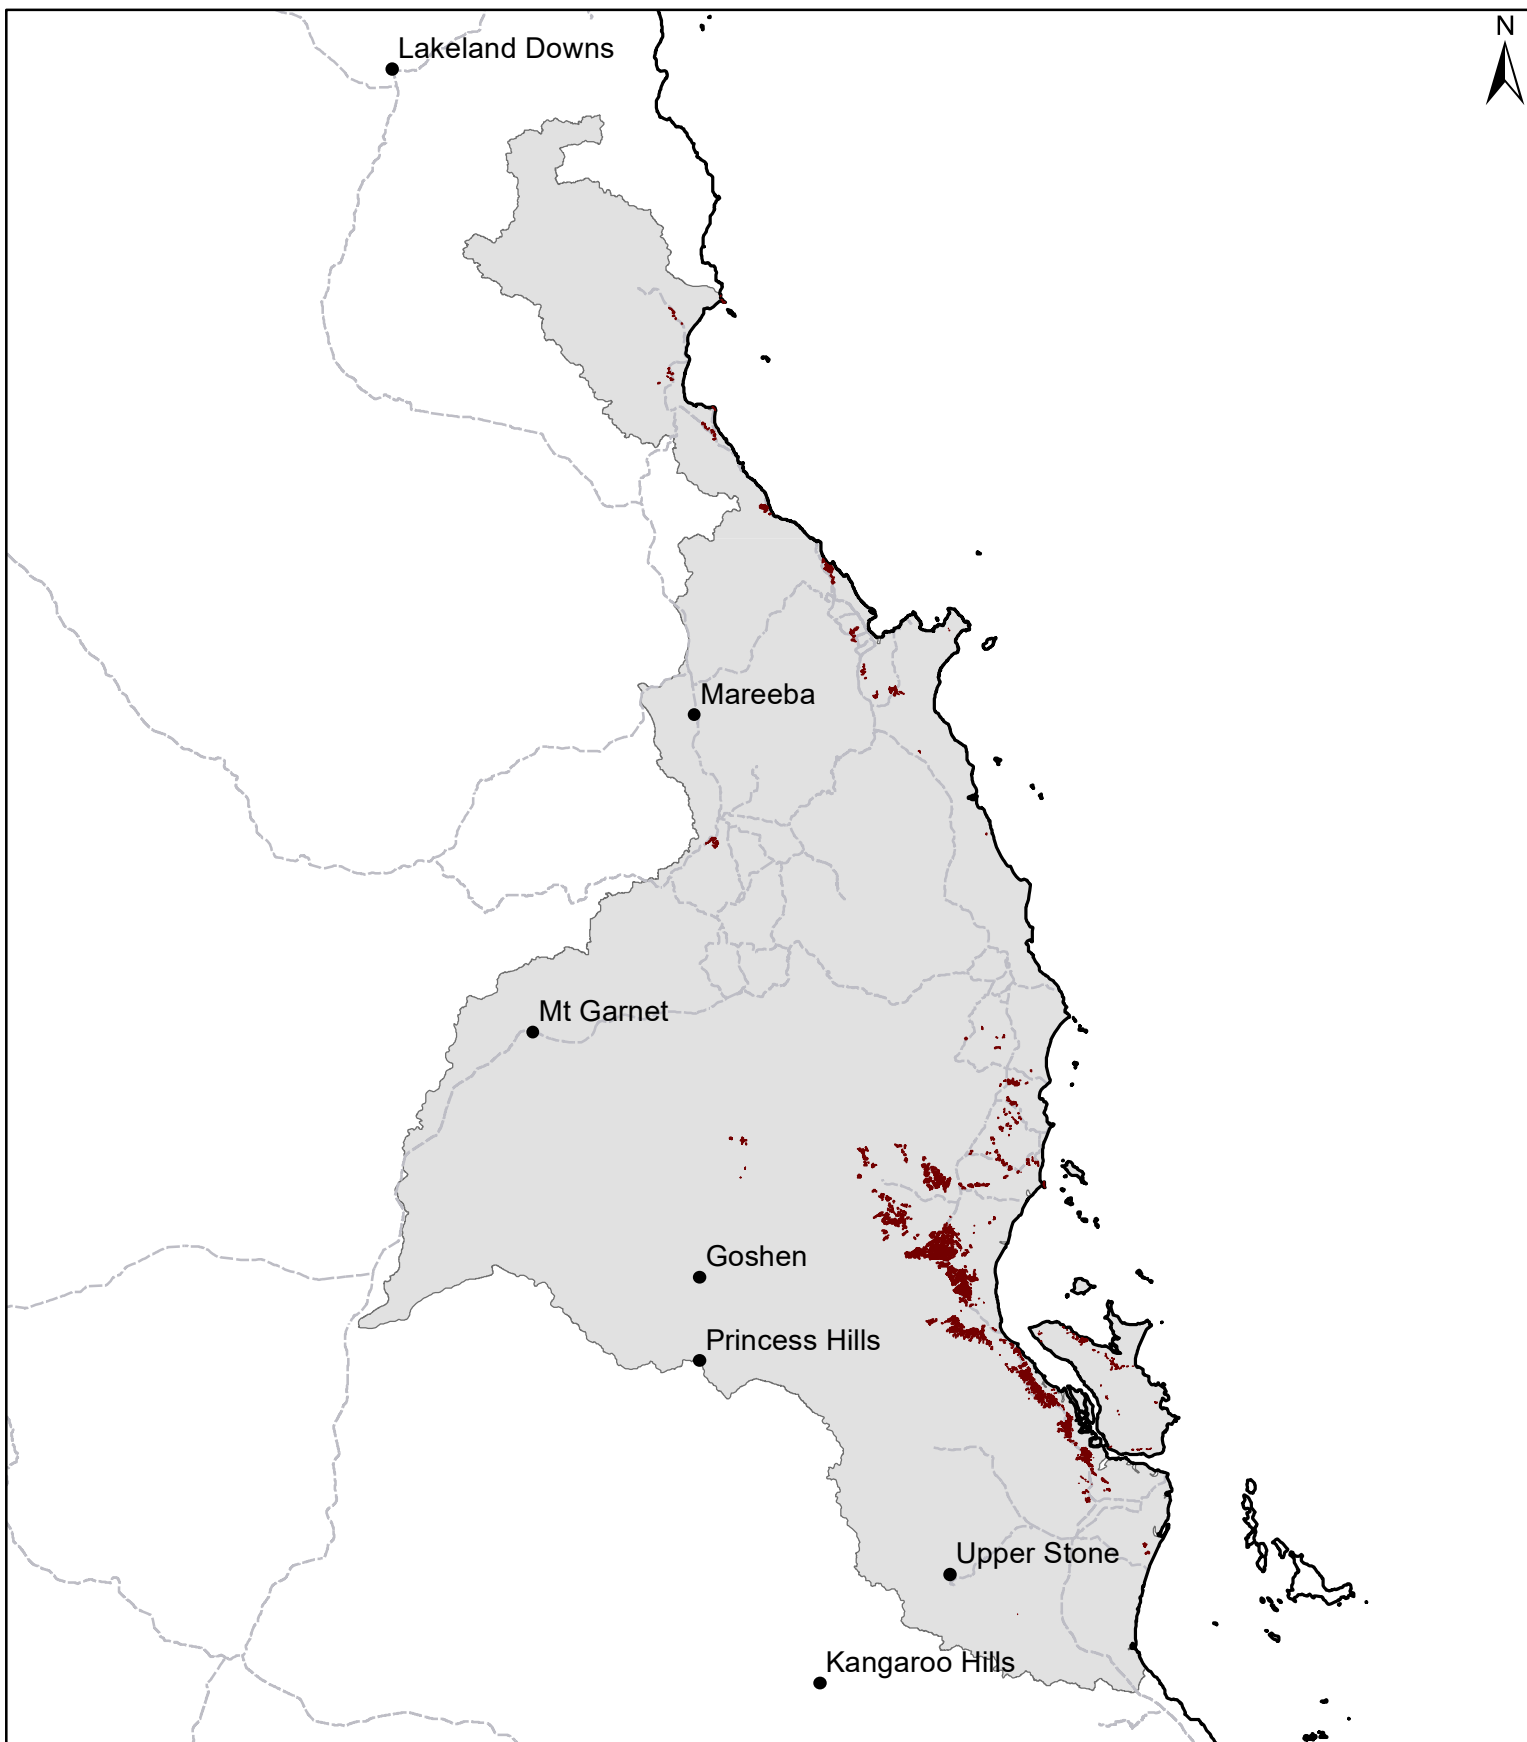 N
Lakeland Downs
Mareeba
Mt Garnet
Goshen
Princess Hills
Upper Stone
Kangaroo Hills